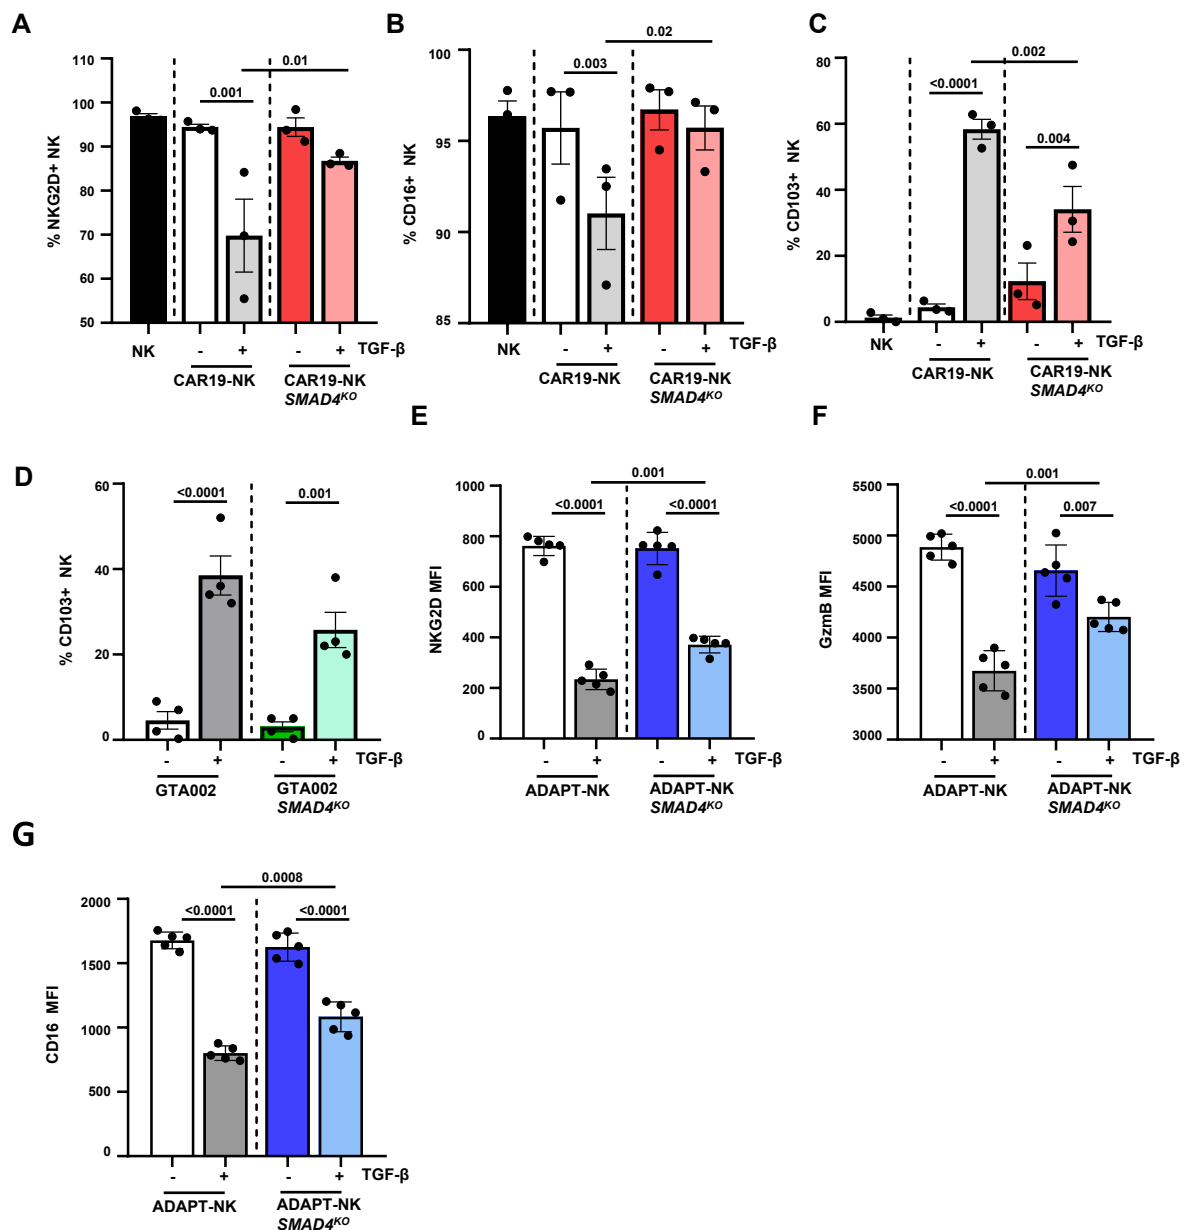 A
% NKG2D+ NK
110
100
90
80
70
60
50
0.001
0.01
NK
- + - + TGF-β
CAR19-NK
CAR19-NK
SMAD4KO
B
% CD16+ NK
100
95
90
85
0.003
0.02
NK
- + - + TGF-β
CAR19-NK
CAR19-NK
SMAD4KO
C
% CD103+ NK
80
60
40
20
0
<0.0001
0.002
0.004
NK
- + - + TGF-β
CAR19-NK
CAR19-NK
SMAD4KO
D
% CD103+ NK
60
40
20
0
<0.0001
0.001
- + - + TGF-β
GTA002
GTA002
SMAD4KO
E
NKG2D MFI
1000
800
600
400
200
0
0.001
<0.0001
<0.0001
- + - + TGF-β
ADAPT-NK
ADAPT-NK
SMAD4KO
F
GzmB MFI
5500
5000
4500
4000
3500
3000
0.001
<0.0001
0.007
- + - + TGF-β
ADAPT-NK
ADAPT-NK
SMAD4KO
G
CD16 MFI
2000
1500
1000
500
0
0.0008
<0.0001
<0.0001
- + - + TGF-β
ADAPT-NK
ADAPT-NK
SMAD4KO